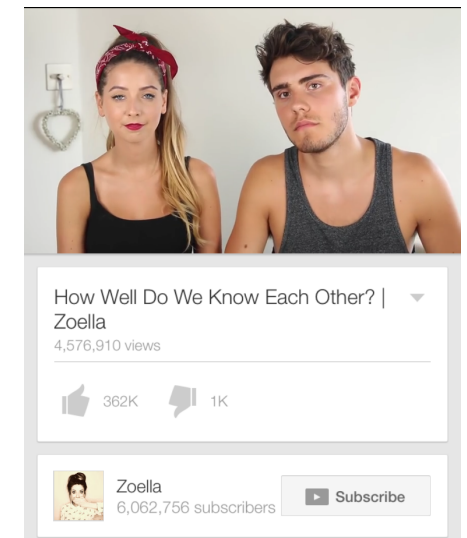 How Well Do We Know Each Other? |
Zoella
4,576,910 views
362K
1K
Zoella
6,062,756 subscribers
Subscribe